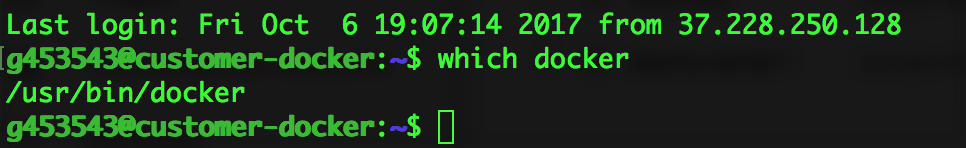 Last login: Fri Oct  6 19:07:14 2017 from 37.228.250.128
g453543@customer-docker:~$ which docker
/usr/bin/docker
g453543@customer-docker:~$